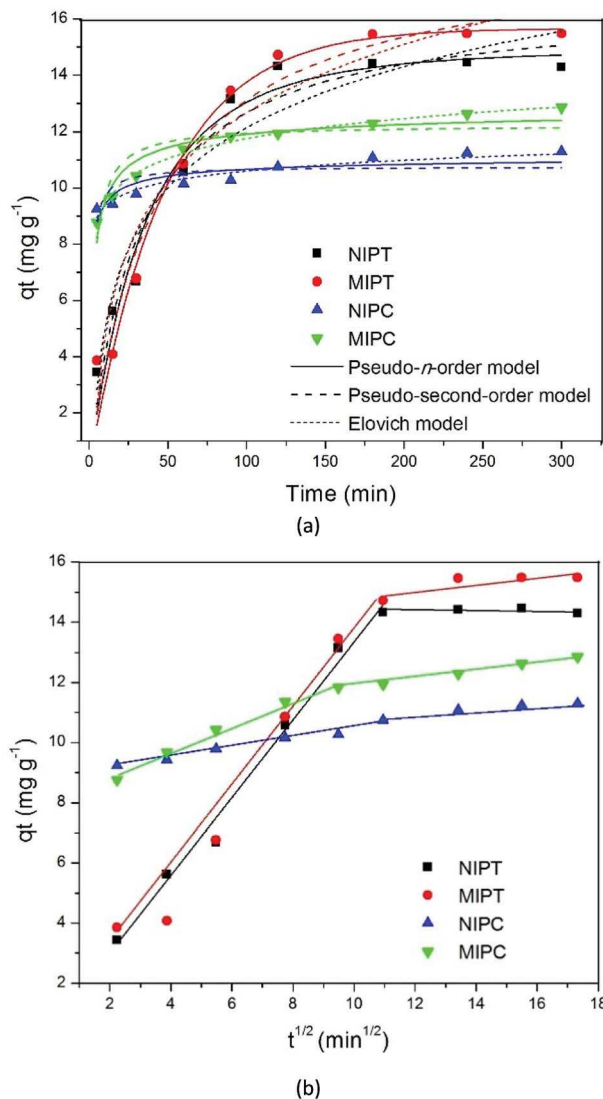 16
14
12
10
8
6
4
2
qt (mg g-1)
NIPT
MIPT
NIPC
MIPC
Pseudo-n-order model
Pseudo-second-order model
Elovich model
0 50 100 150 200 250 300
Time (min)
(a)
16
14
12
10
8
6
4
2
qt (mg g-1)
NIPT
MIPT
NIPC
MIPC
2 4 6 8 10 12 14 16 18
t1/2 (min1/2)
(b)